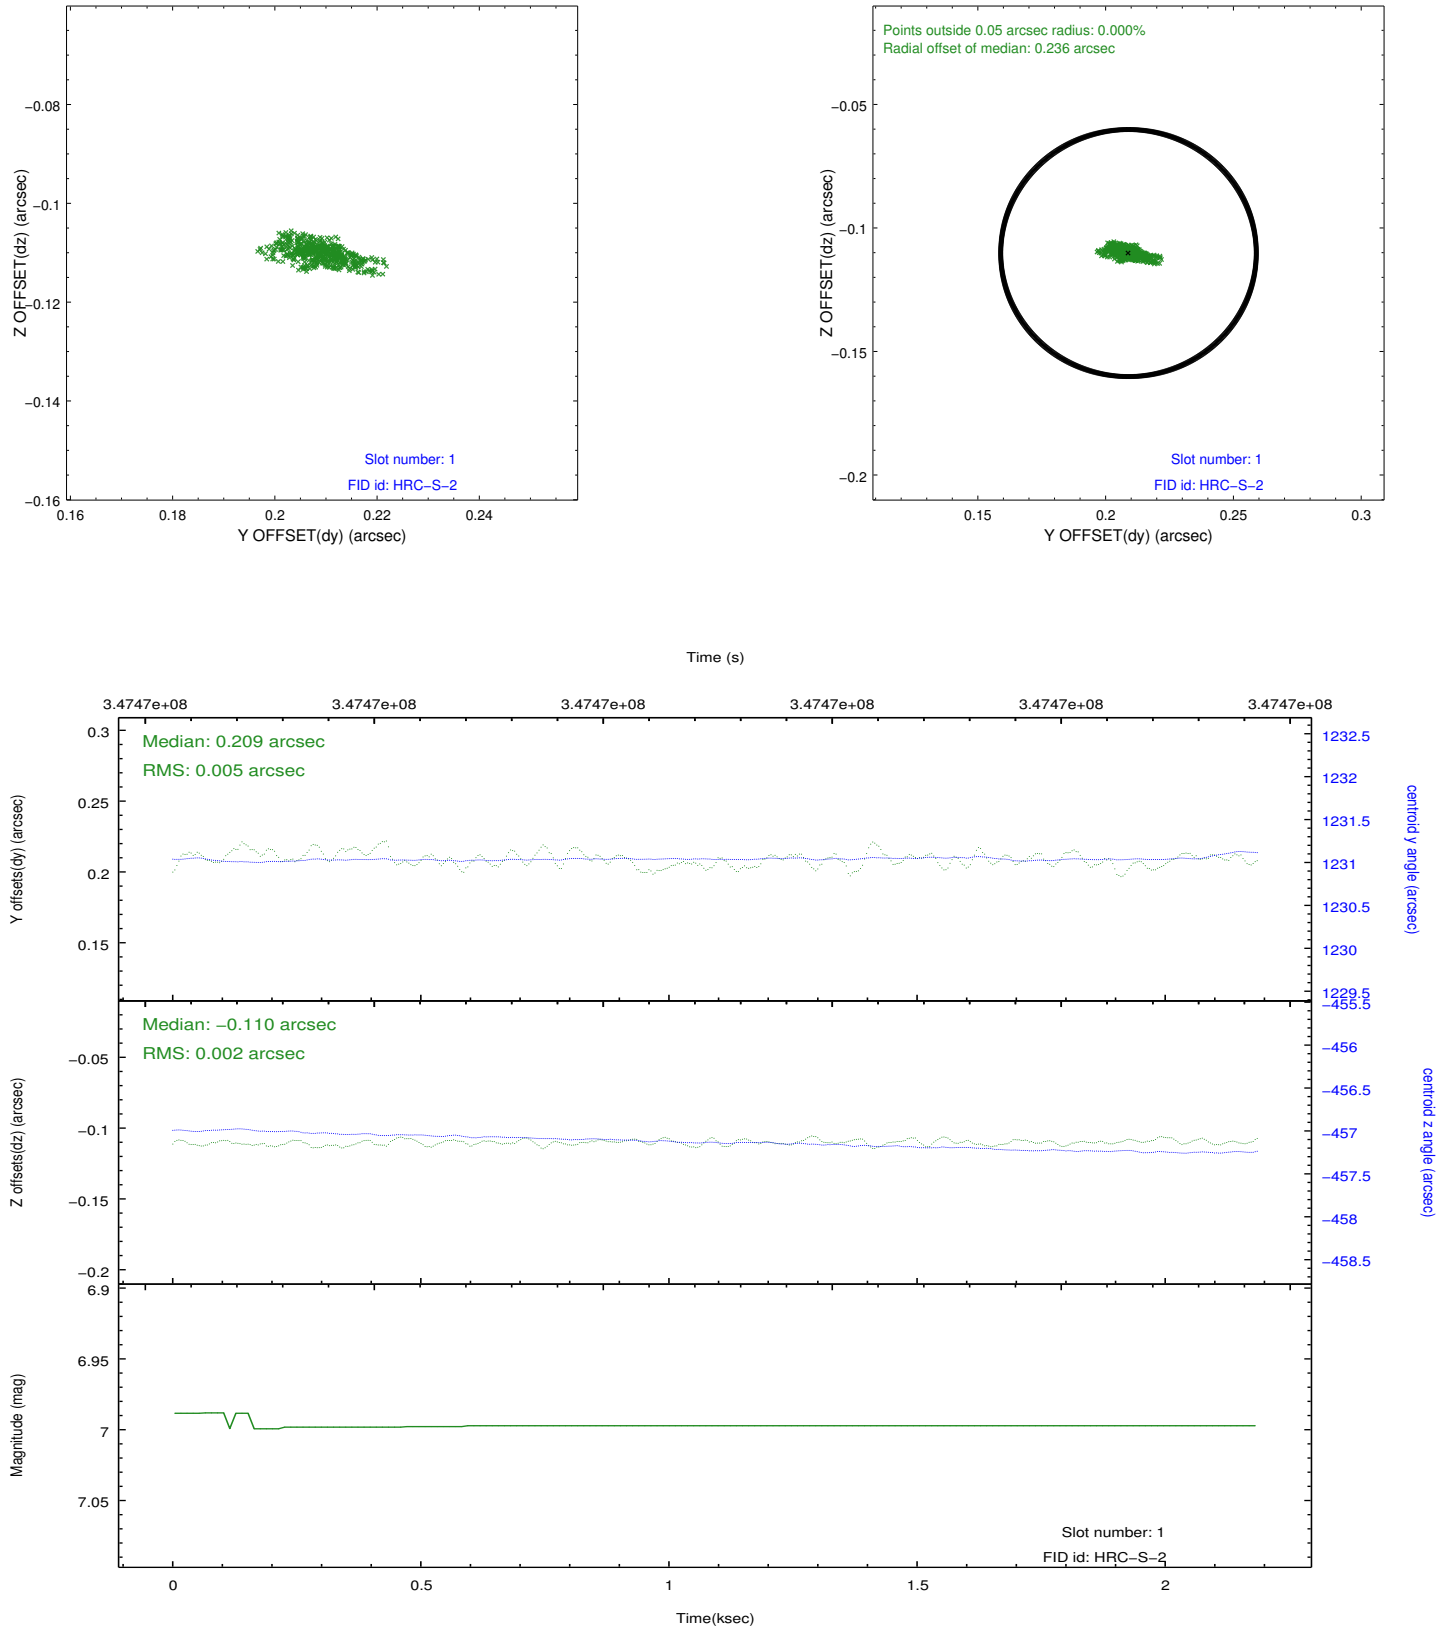 −0.08
−0.1
−0.12
−0.14
−0.16
0.16
0.18
0.2
0.22
0.24
Z OFFSET(dz) (arcsec)
Y OFFSET(dy) (arcsec)
Slot number: 1
FID id: HRC−S−2
Points outside 0.05 arcsec radius: 0.000%
Radial offset of median: 0.236 arcsec
−0.05
−0.1
−0.15
−0.2
0.15
0.2
0.25
0.3
Z OFFSET(dz) (arcsec)
Y OFFSET(dy) (arcsec)
Slot number: 1
FID id: HRC−S−2
Time (s)
3.4747e+08
3.4747e+08
3.4747e+08
3.4747e+08
3.4747e+08
3.4747e+08
Median: 0.209 arcsec
RMS: 0.005 arcsec
0.3
0.25
0.2
0.15
Y offsets(dy) (arcsec)
1232.5
1232
1231.5
1231
1230.5
1230
1229.5
centroid y angle (arcsec)
Median: −0.110 arcsec
RMS: 0.002 arcsec
−0.05
−0.1
−0.15
−0.2
Z offsets(dz) (arcsec)
−455.5
−456
−456.5
−457
−457.5
−458
−458.5
centroid z angle (arcsec)
6.9
6.95
7
7.05
Magnitude (mag)
Slot number: 1
FID id: HRC−S−2
0
0.5
1
1.5
2
Time(ksec)